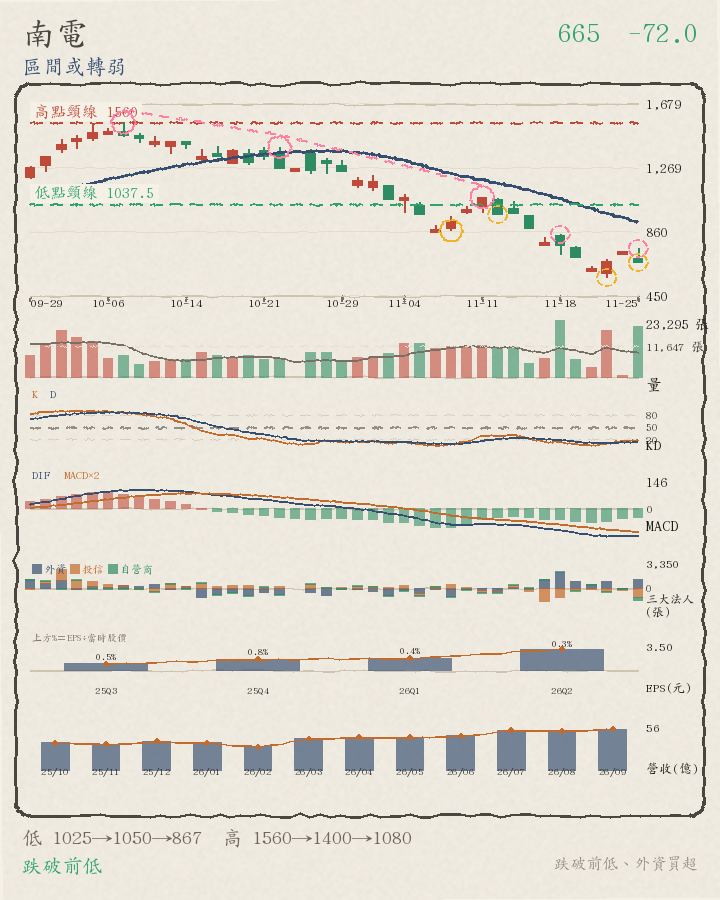 南電
665 -72.0
區間或轉弱
1,679
高點頸線 1560
1,269
低點頸線 1037.5
860
450
09-29 10-06 10-14 10-21 10-29 11-04 11-11 11-18 11-25
23,295 張
11,647 張
量
K D
80
50
20
KD
DIF MACD×2
146
0
MACD
外資 投信 自營商
3,350
0
三大法人
(張)
上方%=EPS÷當時股價
3.50
0.5% 0.8% 0.4% 0.3%
25Q3 25Q4 26Q1 26Q2
EPS(元)
56
25/10 25/11 25/12 26/01 26/02 26/03 26/04 26/05 26/06 26/07 26/08 26/09
營收(億)
低 1025→1050→867 高 1560→1400→1080
跌破前低
跌破前低、外資買超